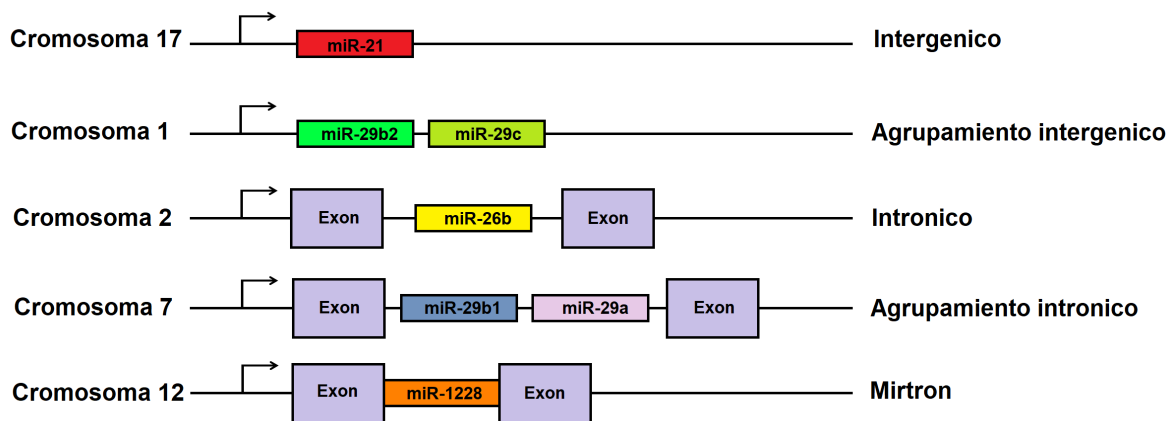 Cromosoma 17 miR-21 Intergenico
Cromosoma 1 miR-29b2 miR-29c Agrupamiento intergenico
Cromosoma 2 Exon miR-26b Exon Intronico
Cromosoma 7 Exon miR-29b1 miR-29a Exon Agrupamiento intronico
Cromosoma 12 Exon miR-1228 Exon Mirtron